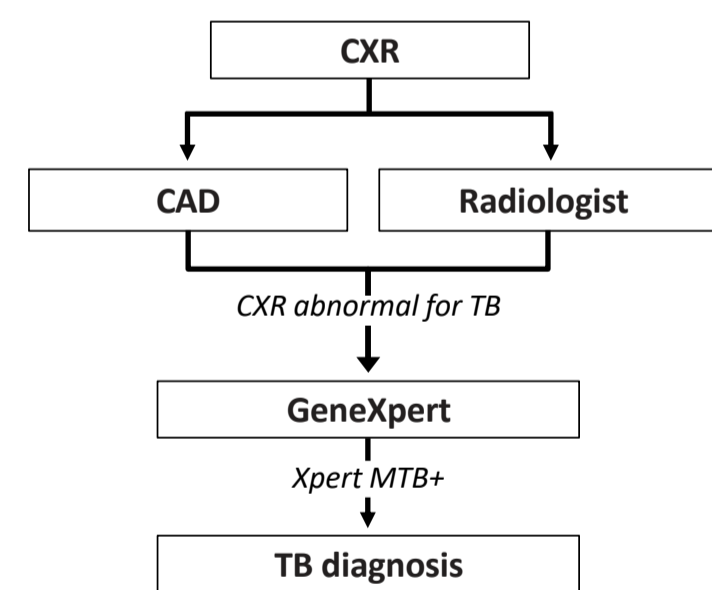 CXR
CAD
Radiologist
CXR abnormal for TB
GeneXpert
Xpert MTB+
TB diagnosis